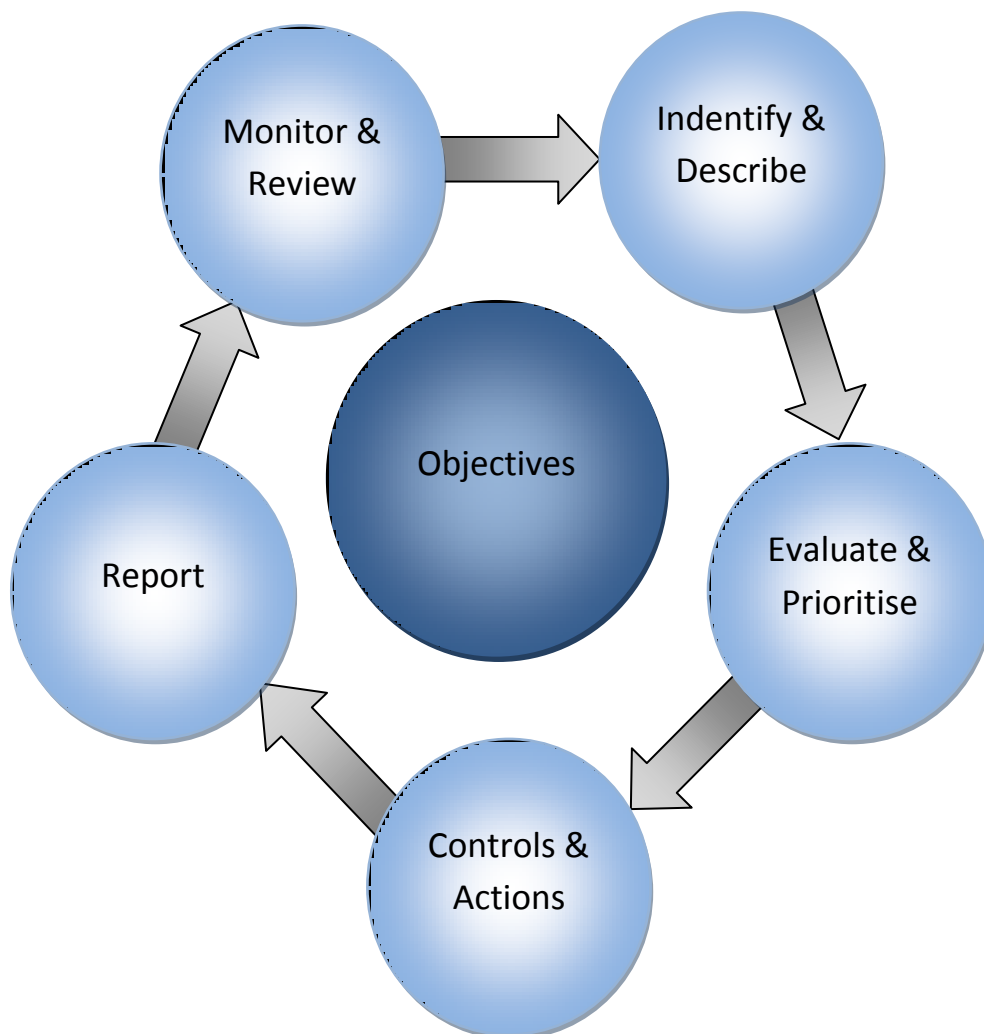 Monitor &
Review
Indentify &
Describe
Objectives
Evaluate &
Prioritise
Report
Controls &
Actions